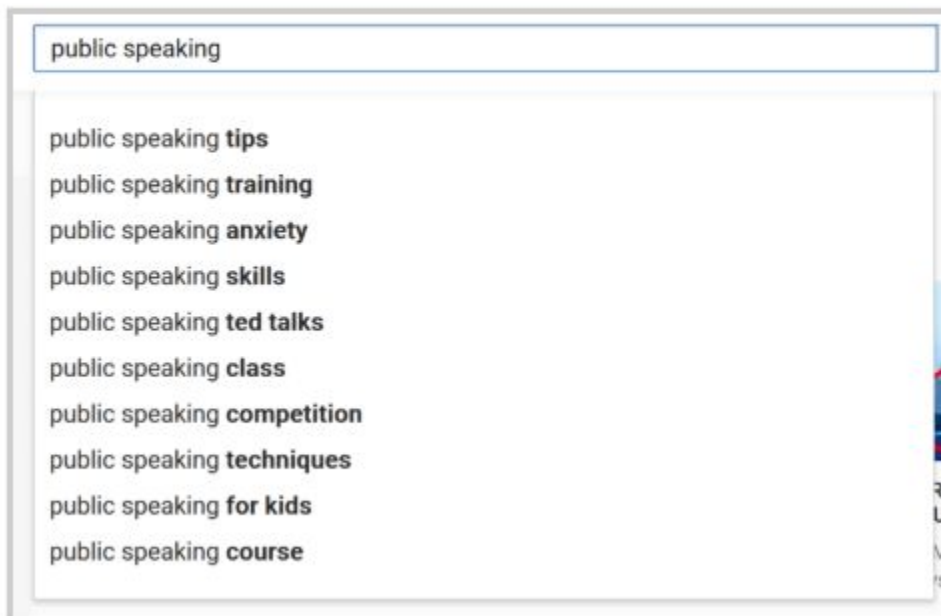 public speaking
public speaking tips
public speaking training
public speaking anxiety
public speaking skills
public speaking ted talks
public speaking class
public speaking competition
public speaking techniques
public speaking for kids
public speaking course